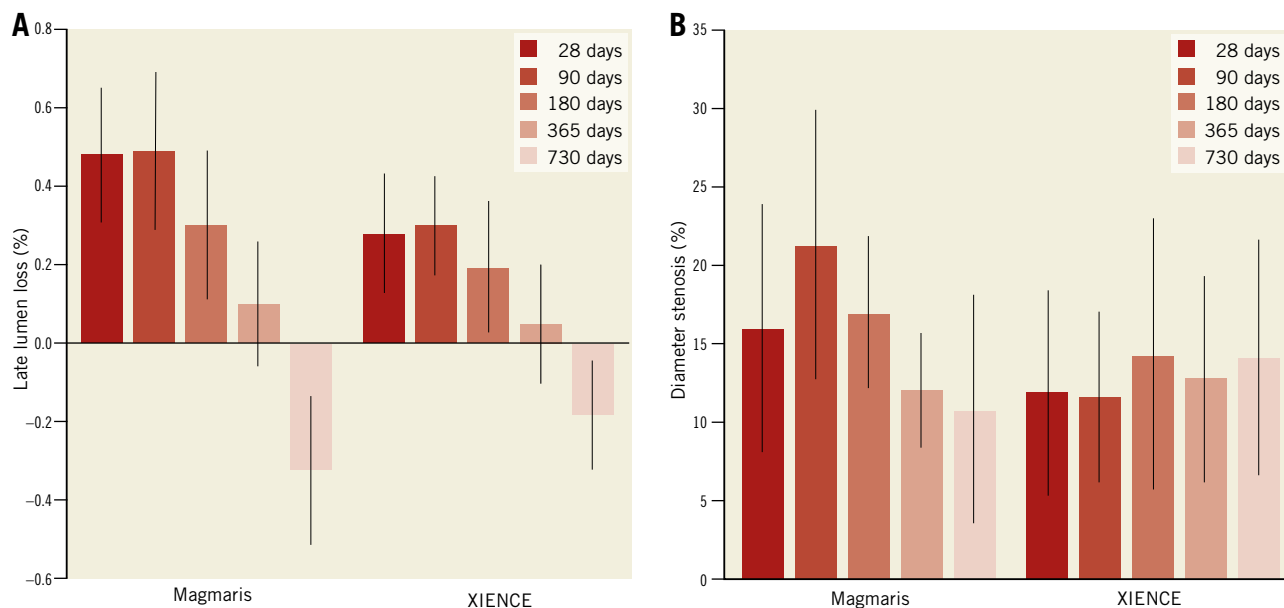 A
Late lumen loss (%)
0.8
0.6
0.4
0.2
0.0
–0.2
–0.4
–0.6
28 days
90 days
180 days
365 days
730 days
Magmaris
XIENCE
B
Diameter stenosis (%)
35
30
25
20
15
10
5
0
28 days
90 days
180 days
365 days
730 days
Magmaris
XIENCE